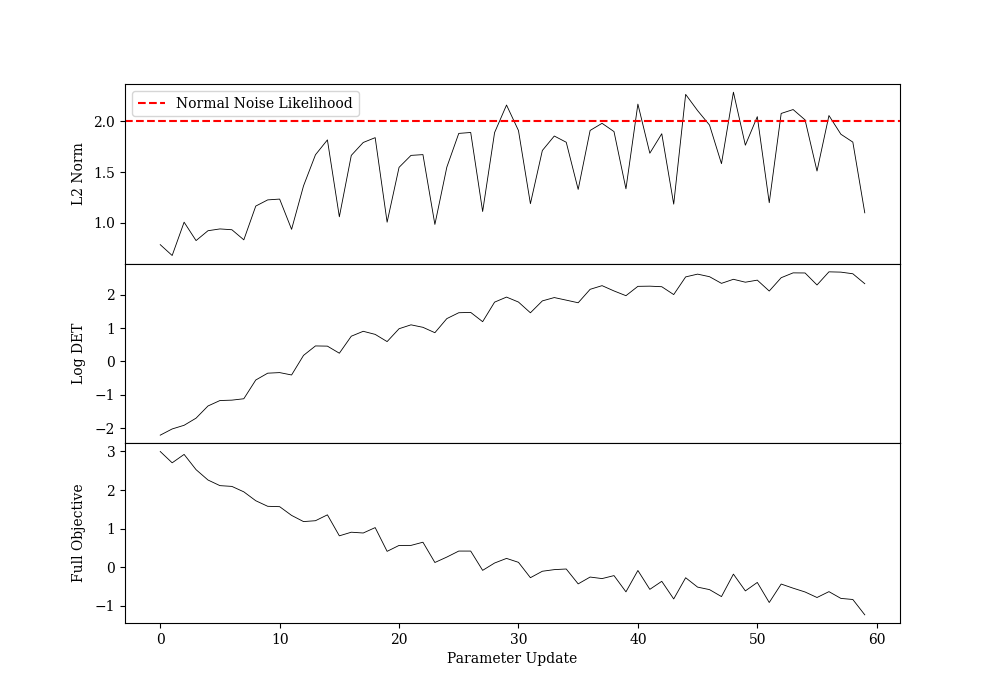 Normal Noise Likelihood
2.0
1.5
1.0
L2 Norm
2
1
0
−1
−2
Log DET
3
2
1
0
−1
Full Objective
0 10 20 30 40 50 60
Parameter Update